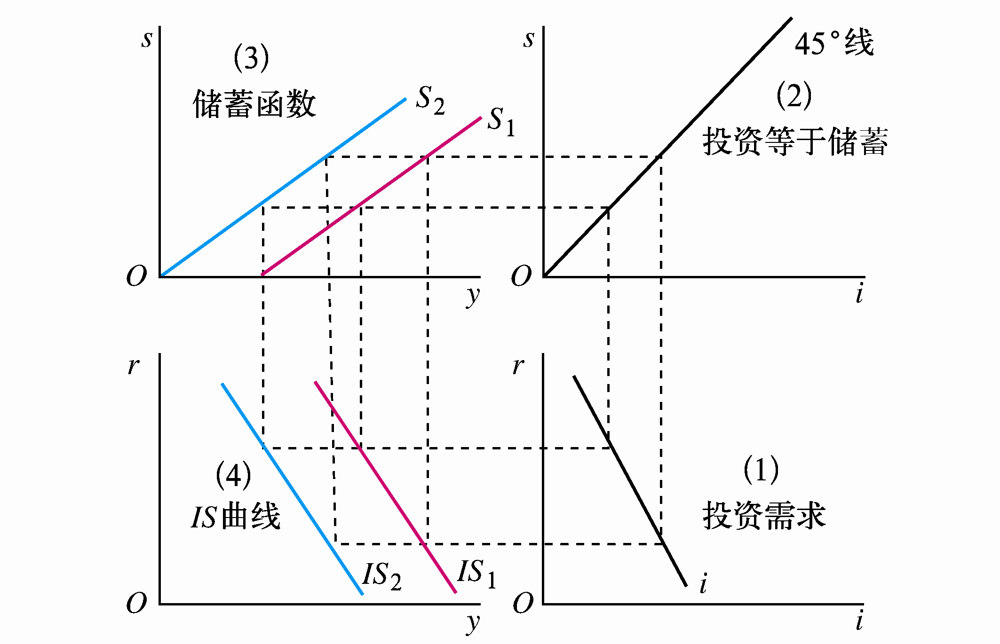 s
(3)
储蓄函数
S2
S1
O
y
s
45°线
(2)
投资等于储蓄
O
i
r
(4)
IS曲线
IS2
IS1
O
y
r
(1)
投资需求
i
O
i